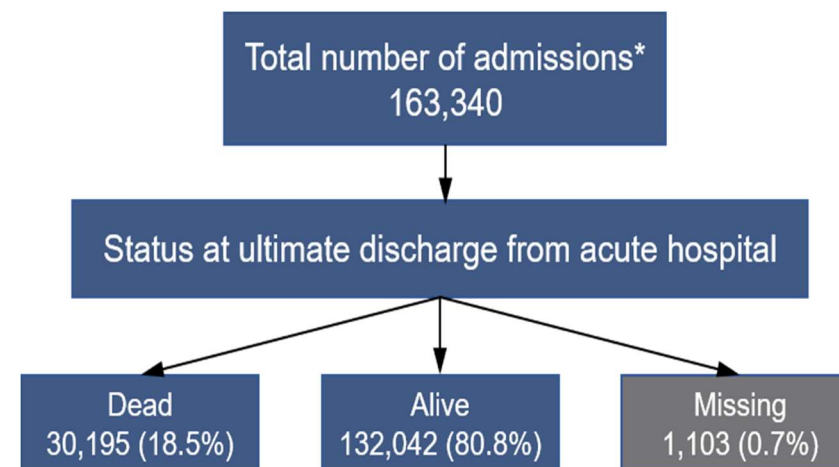 Total number of admissions*
163,340
Status at ultimate discharge from acute hospital
Dead
30,195 (18.5%)
Alive
132,042 (80.8%)
Missing
1,103 (0.7%)